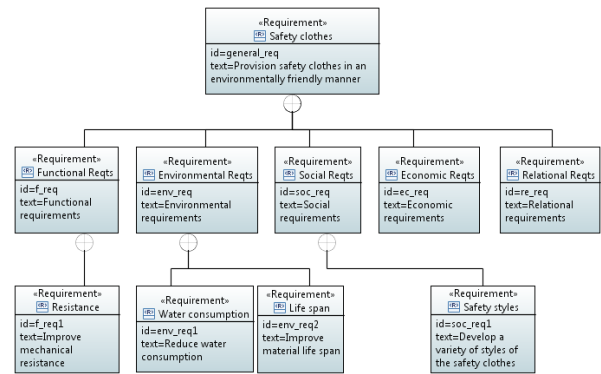 «Requirement»
Safety clothes
id=general_req
text=Provision safety clothes in an
environmentally friendly manner
«Requirement»
Functional Reqts
id=f_req
text=Functional
requirements
«Requirement»
Environmental Reqts
id=env_req
text=Environmental
requirements
«Requirement»
Social Reqts
id=soc_req
text=Social
requirements
«Requirement»
Economic Reqts
id=ec_req
text=Economic
requirements
«Requirement»
Relational Reqts
id=re_req
text=Relational
requirements
«Requirement»
Resistance
id=f_req1
text=Improve
mechanical
resistance
«Requirement»
Water consumption
id=env_req1
text=Reduce water
consumption
«Requirement»
Life span
id=env_req2
text=Improve
material life span
«Requirement»
Safety styles
id=soc_req1
text=Develop a
variety of styles of
the safety clothes